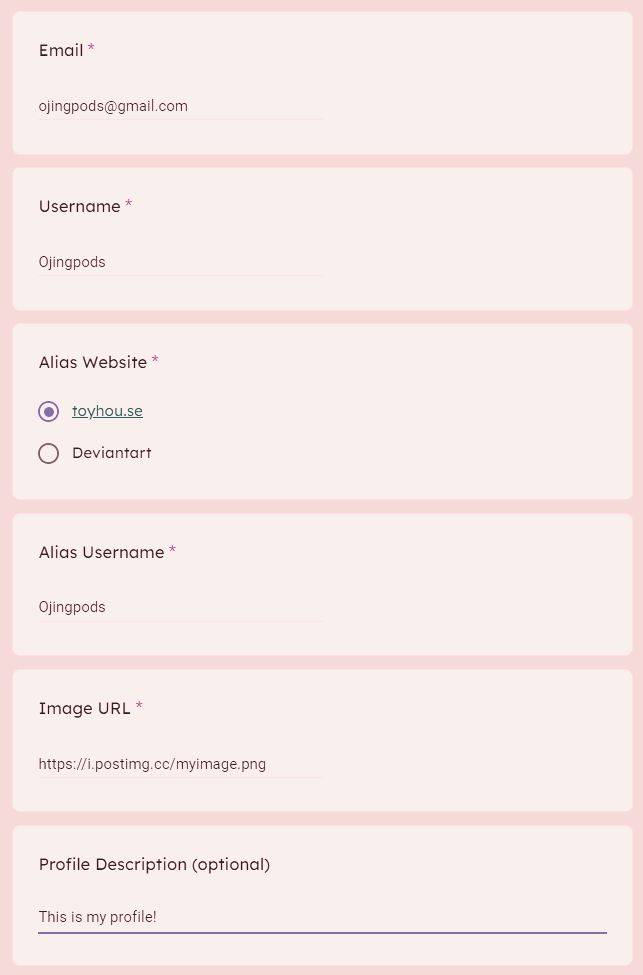 Email *
ojingpods@gmail.com
Username *
Ojingpods
Alias Website *
toyhou.se
Deviantart
Alias Username *
Ojingpods
Image URL *
https://i.postimg.cc/myimage.png
Profile Description (optional)
This is my profile!